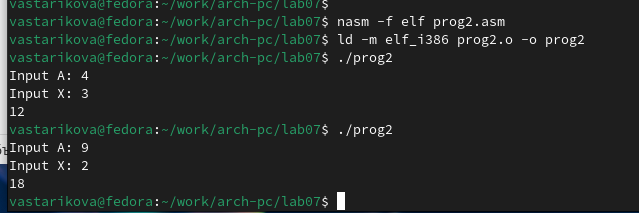 vastarikova@fedora:~/work/arch-pc/lab07$
vastarikova@fedora:~/work/arch-pc/lab07$ nasm -f elf prog2.asm
vastarikova@fedora:~/work/arch-pc/lab07$ ld -m elf_i386 prog2.o -o prog2
vastarikova@fedora:~/work/arch-pc/lab07$ ./prog2
Input A: 4
Input X: 3
12
vastarikova@fedora:~/work/arch-pc/lab07$ ./prog2
Input A: 9
Input X: 2
18
vastarikova@fedora:~/work/arch-pc/lab07$